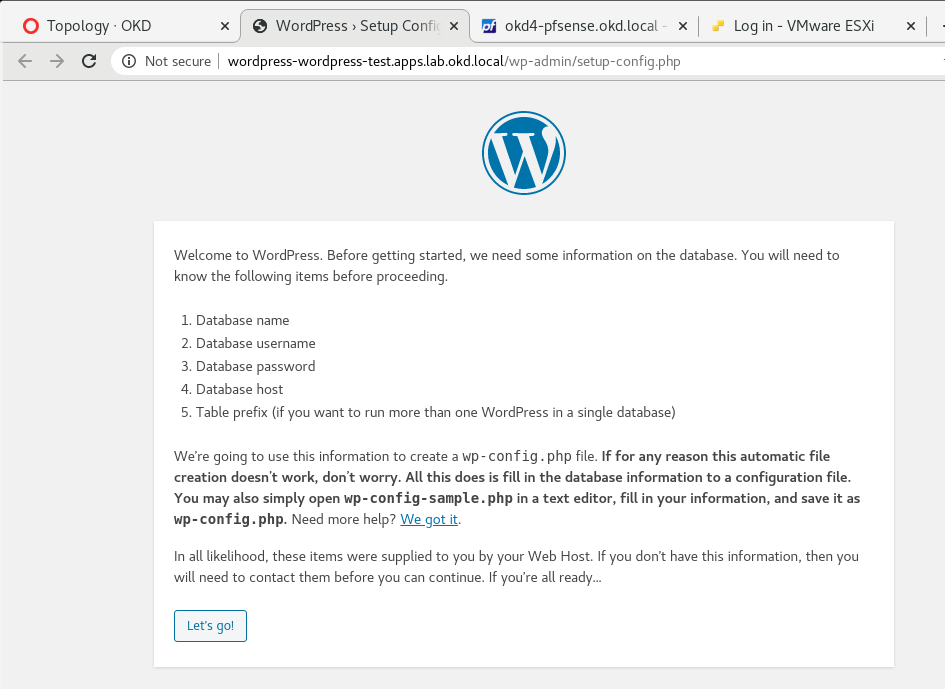 Topology · OKD
WordPress › Setup Config
okd4-pfsense.okd.local -
Log in - VMware ESXi
Not secure
wordpress-wordpress-test.apps.lab.okd.local/wp-admin/setup-config.php
Welcome to WordPress. Before getting started, we need some information on the database. You will need to
know the following items before proceeding.
1. Database name
2. Database username
3. Database password
4. Database host
5. Table prefix (if you want to run more than one WordPress in a single database)
We’re going to use this information to create a wp-config.php file. If for any reason this automatic file
creation doesn’t work, don’t worry. All this does is fill in the database information to a configuration file.
You may also simply open wp-config-sample.php in a text editor, fill in your information, and save it as
wp-config.php. Need more help? We got it.
In all likelihood, these items were supplied to you by your Web Host. If you don’t have this information, then you
will need to contact them before you can continue. If you’re all ready…
Let’s go!